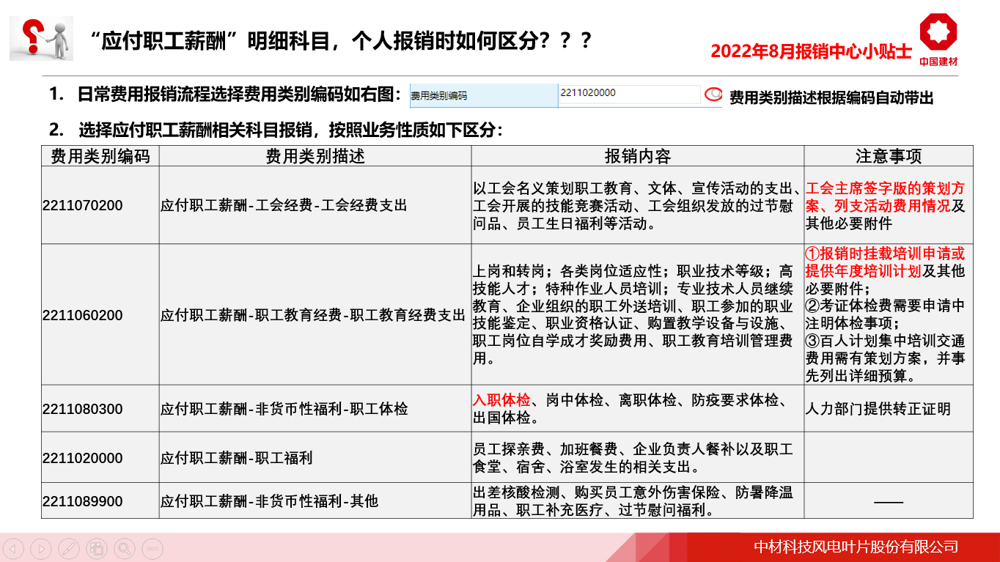 “应付职工薪酬”明细科目，个人报销时如何区分？？？
2022年8月报销中心小贴士
中国建材
1. 日常费用报销流程选择费用类别编码如右图：
费用类别编码 2211020000
费用类别描述根据编码自动带出
2. 选择应付职工薪酬相关科目报销，按照业务性质如下区分：
费用类别编码 费用类别描述 报销内容 注意事项
2211070200
应付职工薪酬-工会经费-工会经费支出
以工会名义策划职工教育、文体、宣传活动的支出、
工会开展的技能竞赛活动、工会组织发放的过节慰
问品、员工生日福利等活动。
工会主席签字版的策划方
案、列支活动费用情况及
其他必要附件
2211060200
应付职工薪酬-职工教育经费-职工教育经费支出
上岗和转岗；各类岗位适应性；职业技术等级；高
技能人才；特种作业人员培训；专业技术人员继续
教育、企业组织的职工外送培训、职工参加的职业
技能鉴定、职业资格认证、购置教学设备与设施、
职工岗位自学成才奖励费用、职工教育培训管理费
用。
①报销时挂载培训申请或
提供年度培训计划及其他
必要附件；
②考证体检费需要申请中
注明体检事项；
③百人计划集中培训交通
费用需有策划方案，并事
先列出详细预算。
2211080300
应付职工薪酬-非货币性福利-职工体检
入职体检、岗中体检、离职体检、防疫要求体检、
出国体检。
人力部门提供转正证明
2211020000
应付职工薪酬-职工福利
员工探亲费、加班餐费、企业负责人餐补以及职工
食堂、宿舍、浴室发生的相关支出。
2211089900
应付职工薪酬-非货币性福利-其他
出差核酸检测、购买员工意外伤害保险、防暑降温
用品、职工补充医疗、过节慰问福利。
——
中材科技风电叶片股份有限公司